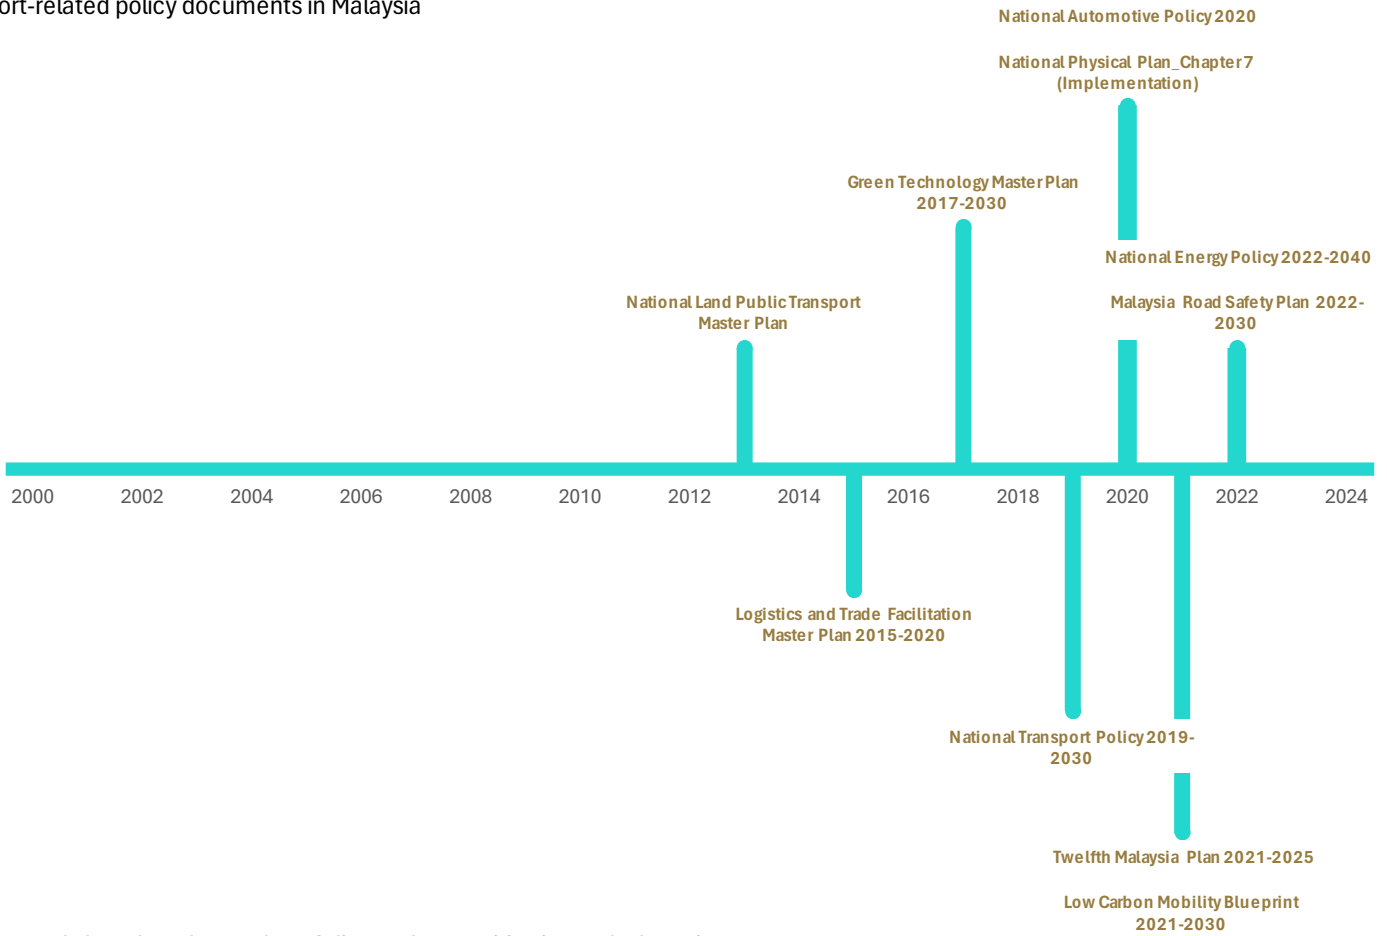 ort-related policy documents in Malaysia
National Automotive Policy 2020
National Physical Plan_Chapter 7
(Implementation)
Green Technology Master Plan
2017-2030
National Energy Policy 2022-2040
National Land Public Transport
Master Plan
Malaysia Road Safety Plan 2022-
2030
2000 2002 2004 2006 2008 2010 2012 2014 2016 2018 2020 2022 2024
Logistics and Trade Facilitation
Master Plan 2015-2020
National Transport Policy 2019-
2030
Twelfth Malaysia Plan 2021-2025
Low Carbon Mobility Blueprint
2021-2030